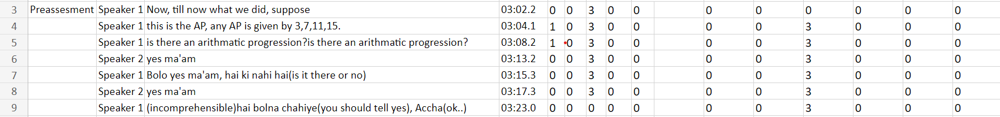 3 Preassesment Speaker 1 Now, till now what we did, suppose 03:02.2 0 0 3 0 0 0 0 0 0 0 0
4 Speaker 1 this is the AP, any AP is given by 3,7,11,15. 03:04.1 1 0 3 0 0 0 0 3 0 0 0
5 Speaker 1 is there an arithmatic progression?is there an arithmatic progression? 03:08.2 1 0 3 0 0 0 0 3 0 0 0
6 Speaker 2 yes ma'am 03:13.2 0 0 3 0 0 0 0 3 0 0 0
7 Speaker 1 Bolo yes ma'am, hai ki nahi hai(is it there or no) 03:15.3 0 0 3 0 0 0 0 3 0 0 0
8 Speaker 2 yes ma'am 03:17.3 0 0 3 0 0 0 0 3 0 0 0
9 Speaker 1 (incomprehensible)hai bolna chahiye(you should tell yes), Accha(ok..) 03:23.0 0 0 0 0 0 0 0 3 0 0 0